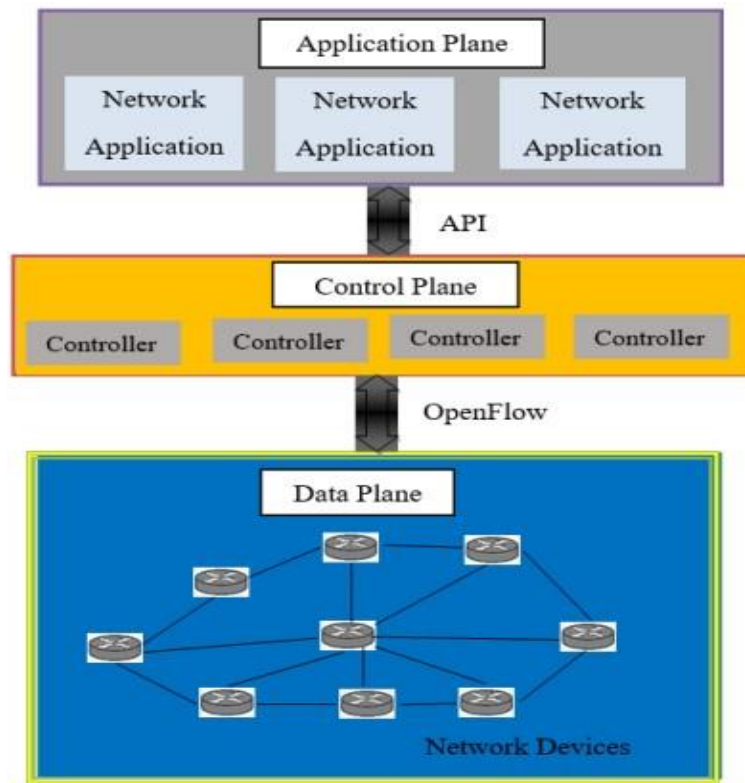 Application Plane
Network
Application
Network
Application
Network
Application
API
Control Plane
Controller
Controller
Controller
Controller
OpenFlow
Data Plane
Network Devices